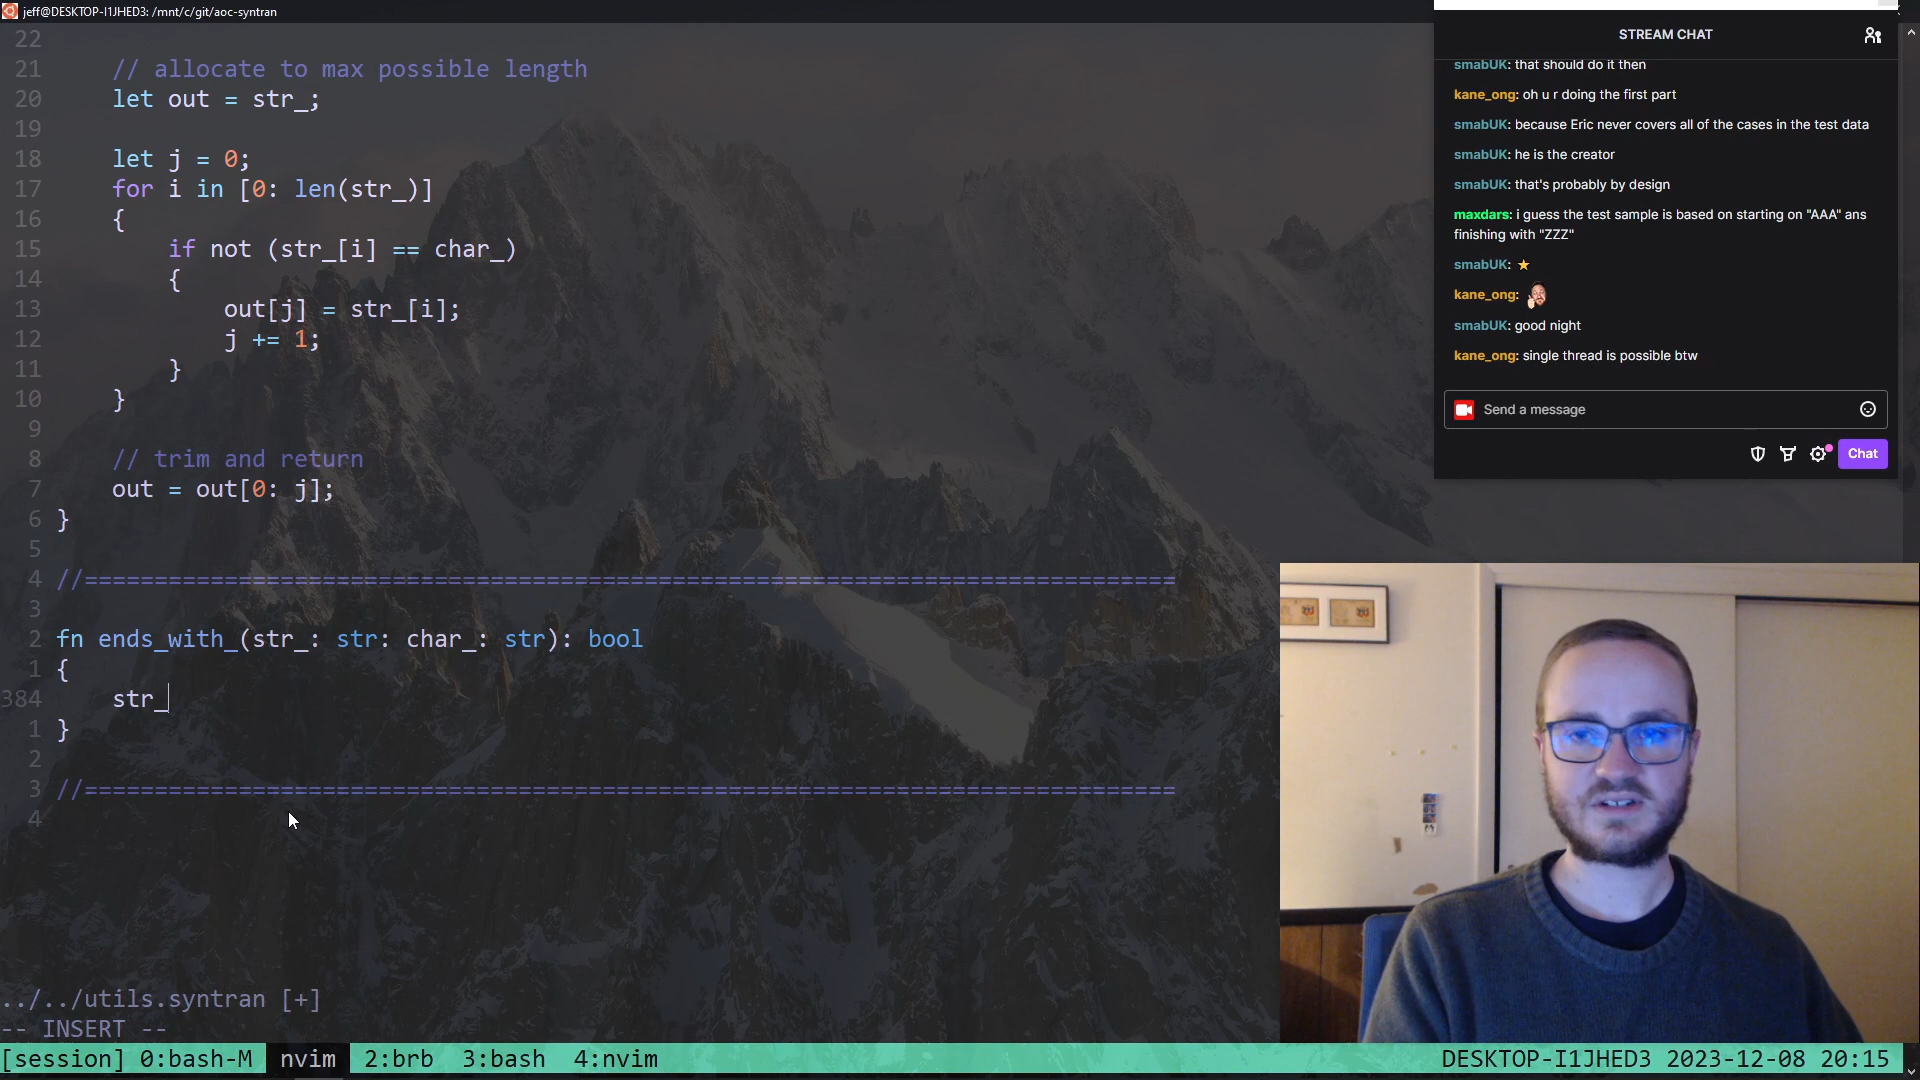 jeff@DESKTOP-I1JHED3: /mnt/c/git/aoc-syntran
22
21 // allocate to max possible length
20 let out = str_;
19
18 let j = 0;
17 for i in [0: len(str_)]
16 {
15 if not (str_[i] == char_)
14 {
13 out[j] = str_[i];
12 j += 1;
11 }
10 }
9
8 // trim and return
7 out = out[0: j];
6 }
5
4 //==============================================================================
3
2 fn ends_with_(str_: str: char_: str): bool
1 {
384 str_
1 }
2
3 //==============================================================================
4
../../utils.syntran [+]
-- INSERT --
[session] 0:bash-M nvim 2:brb 3:bash 4:nvim DESKTOP-I1JHED3 2023-12-08 20:15
STREAM CHAT
smabUK: that should do it then
kane_ong: oh u r doing the first part
smabUK: because Eric never covers all of the cases in the test data
smabUK: he is the creator
smabUK: that's probably by design
maxdars: i guess the test sample is based on starting on "AAA" ans
finishing with "ZZZ"
smabUK:
kane_ong:
smabUK: good night
kane_ong: single thread is possible btw
Send a message
Chat